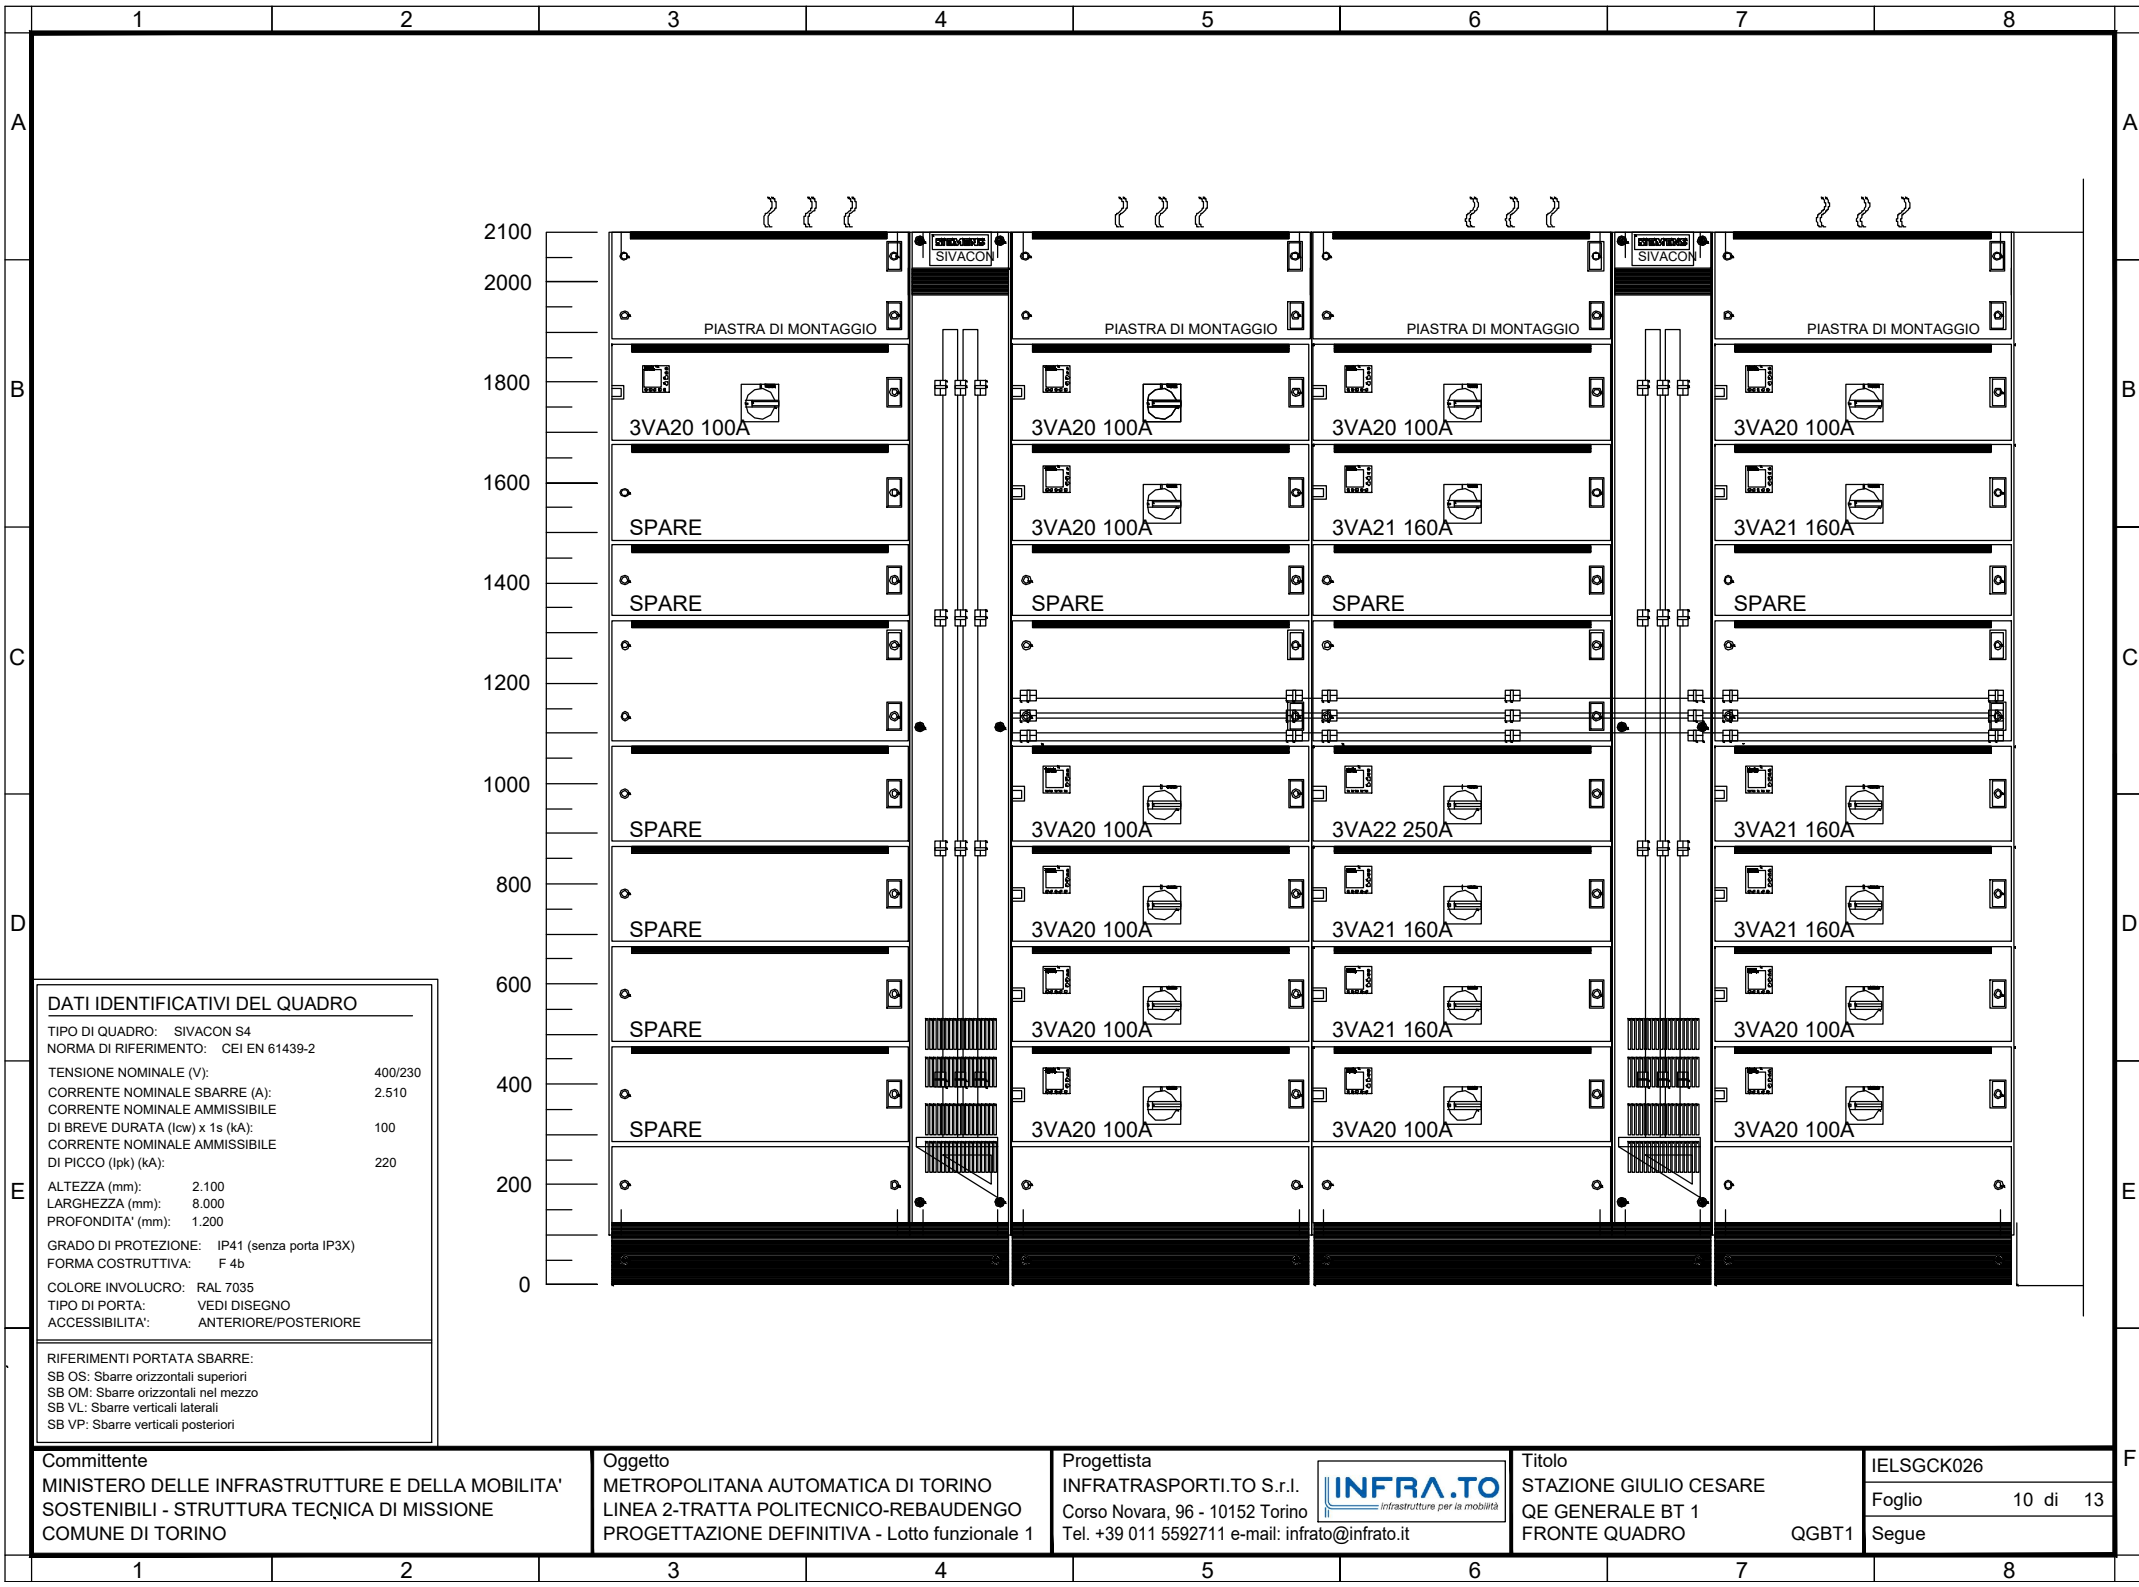 1 2 3 4 5 6 7 8
A A
B B
C C
D D
E E
F
2100
2000
1800
1600
1400
1200
1000
800
600
400
200
0
SIEMENS SIEMENS
SIVACON SIVACON
PIASTRA DI MONTAGGIO PIASTRA DI MONTAGGIO PIASTRA DI MONTAGGIO PIASTRA DI MONTAGGIO
3VA20 100A 3VA20 100A 3VA20 100A 3VA20 100A
SPARE 3VA20 100A 3VA21 160A 3VA21 160A
SPARE SPARE SPARE SPARE
SPARE 3VA20 100A 3VA22 250A 3VA21 160A
SPARE 3VA20 100A 3VA21 160A 3VA21 160A
SPARE 3VA20 100A 3VA21 160A 3VA20 100A
SPARE 3VA20 100A 3VA20 100A 3VA20 100A
DATI IDENTIFICATIVI DEL QUADRO
TIPO DI QUADRO: SIVACON S4
NORMA DI RIFERIMENTO: CEI EN 61439-2
TENSIONE NOMINALE (V): 400/230
CORRENTE NOMINALE SBARRE (A): 2.510
CORRENTE NOMINALE AMMISSIBILE
DI BREVE DURATA (Icw) x 1s (kA): 100
CORRENTE NOMINALE AMMISSIBILE
DI PICCO (Ipk) (kA): 220
ALTEZZA (mm): 2.100
LARGHEZZA (mm): 8.000
PROFONDITA' (mm): 1.200
GRADO DI PROTEZIONE: IP41 (senza porta IP3X)
FORMA COSTRUTTIVA: F 4b
COLORE INVOLUCRO: RAL 7035
TIPO DI PORTA: VEDI DISEGNO
ACCESSIBILITA': ANTERIORE/POSTERIORE
RIFERIMENTI PORTATA SBARRE:
SB OS: Sbarre orizzontali superiori
SB OM: Sbarre orizzontali nel mezzo
SB VL: Sbarre verticali laterali
SB VP: Sbarre verticali posteriori
Committente
MINISTERO DELLE INFRASTRUTTURE E DELLA MOBILITA'
SOSTENIBILI - STRUTTURA TECNICA DI MISSIONE
COMUNE DI TORINO
Oggetto
METROPOLITANA AUTOMATICA DI TORINO
LINEA 2-TRATTA POLITECNICO-REBAUDENGO
PROGETTAZIONE DEFINITIVA - Lotto funzionale 1
Progettista
INFRATRASPORTI.TO S.r.l.
Corso Novara, 96 - 10152 Torino
Tel. +39 011 5592711 e-mail: infrato@infrato.it
INFRA.TO
infrastrutture per la mobilità
Titolo
STAZIONE GIULIO CESARE
QE GENERALE BT 1
FRONTE QUADRO QGBT1
IELSGCK026
Foglio 10 di 13
Segue
1 2 3 4 5 6 7 8